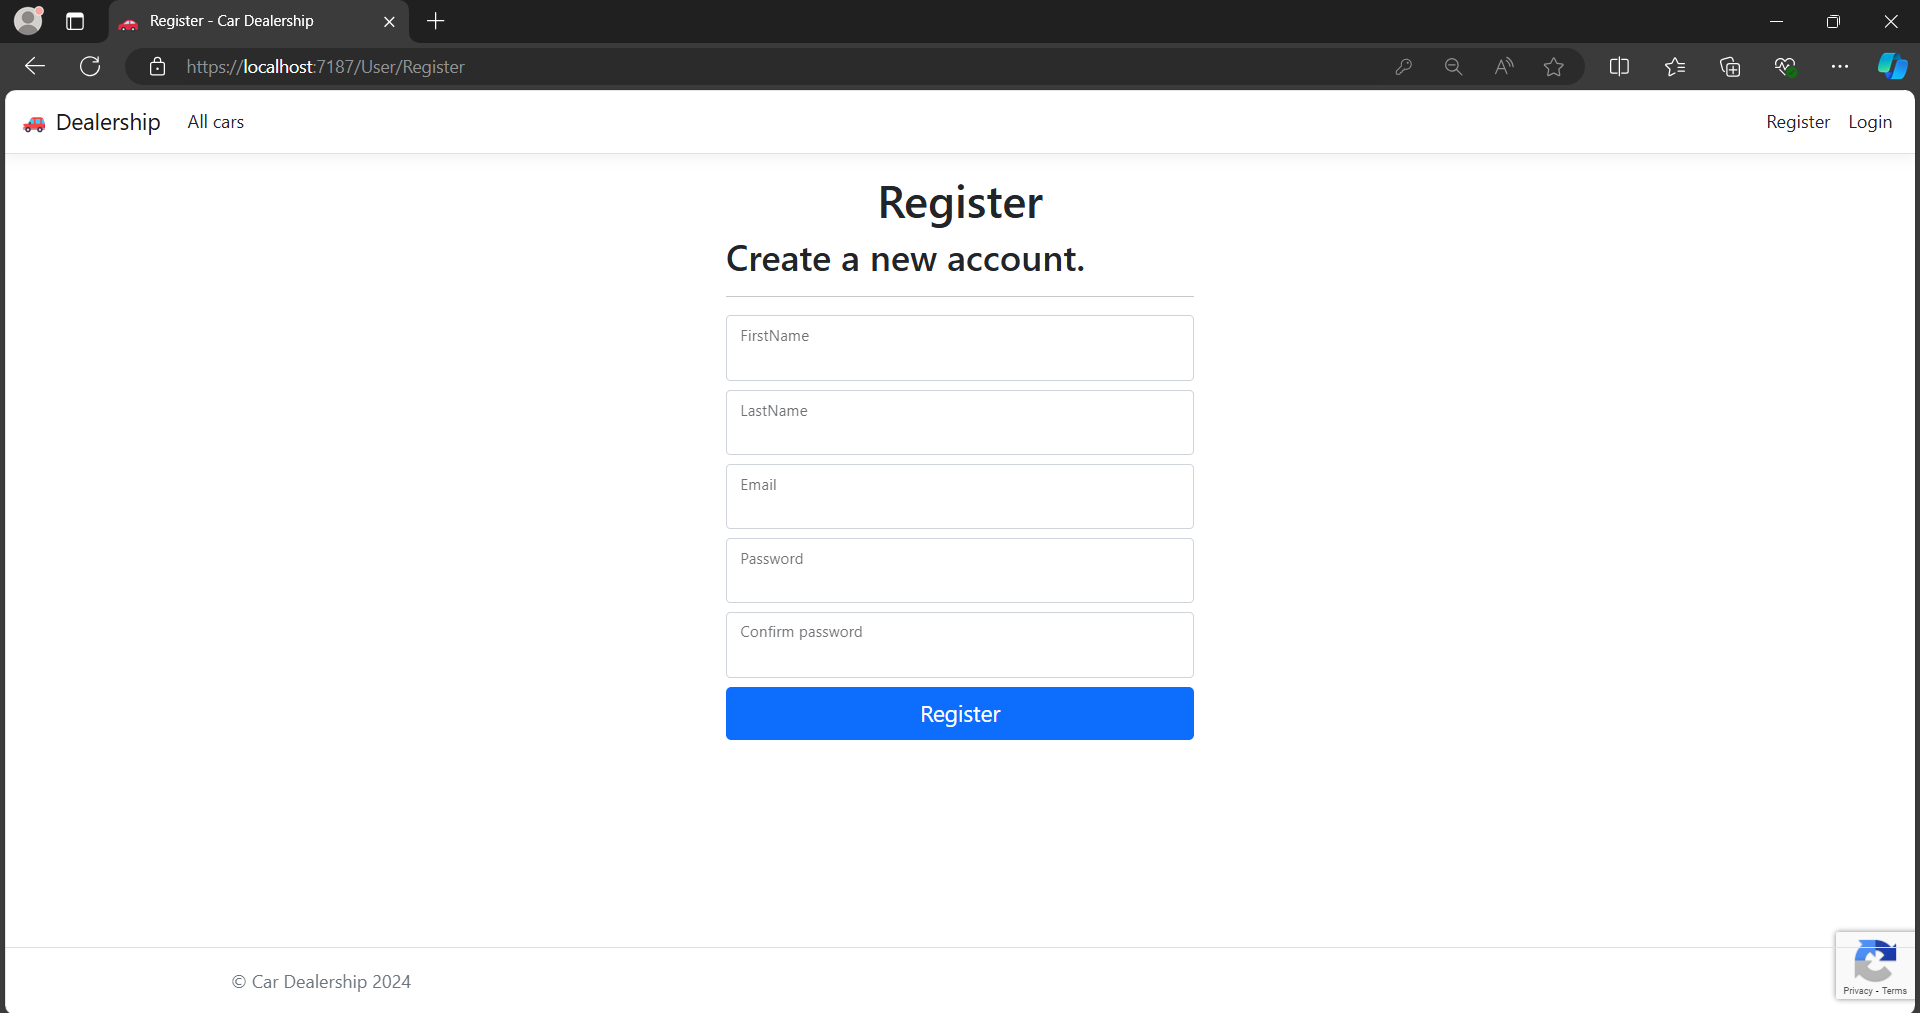 Register - Car Dealership
https://localhost:7187/User/Register
Dealership All cars Register Login
Register
Create a new account.
FirstName
LastName
Email
Password
Confirm password
Register
© Car Dealership 2024
Privacy - Terms